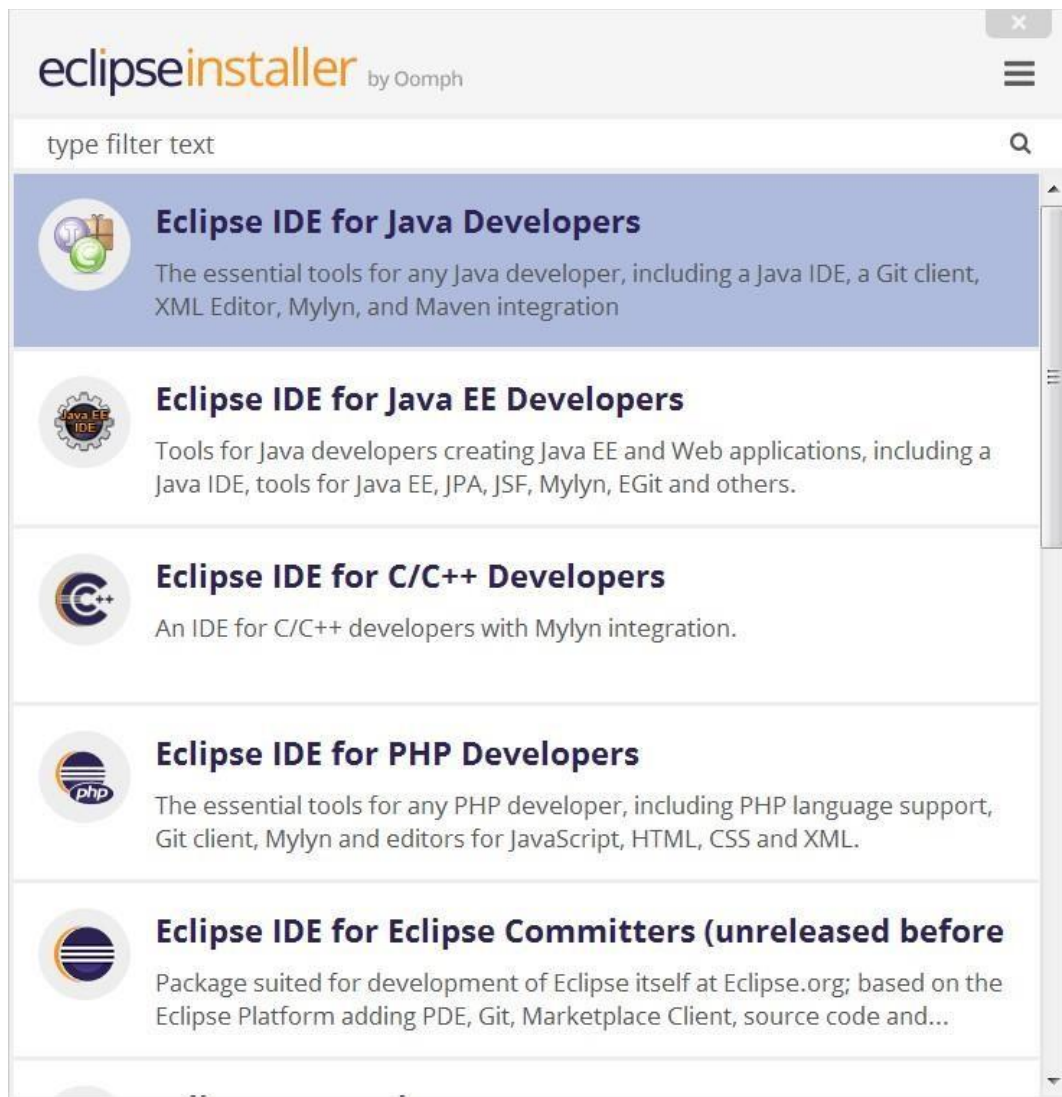 eclipseinstaller by Oomph
type filter text
Eclipse IDE for Java Developers
The essential tools for any Java developer, including a Java IDE, a Git client,
XML Editor, Mylyn, and Maven integration
Java EE
IDE
Eclipse IDE for Java EE Developers
Tools for Java developers creating Java EE and Web applications, including a
Java IDE, tools for Java EE, JPA, JSF, Mylyn, EGit and others.
C++
Eclipse IDE for C/C++ Developers
An IDE for C/C++ developers with Mylyn integration.
php
Eclipse IDE for PHP Developers
The essential tools for any PHP developer, including PHP language support,
Git client, Mylyn and editors for JavaScript, HTML, CSS and XML.
Eclipse IDE for Eclipse Committers (unreleased before
Package suited for development of Eclipse itself at Eclipse.org; based on the
Eclipse Platform adding PDE, Git, Marketplace Client, source code and...